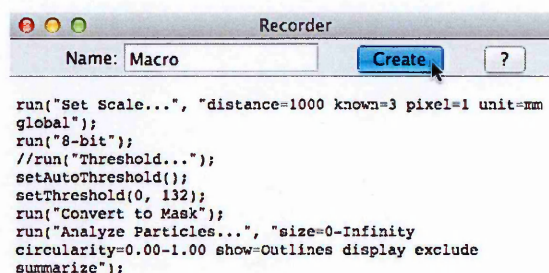 Recorder
Name: Macro Create ?
run("Set Scale...", "distance=1000 known=3 pixel=1 unit=mm
global");
run("8-bit");
//run("Threshold...");
setAutoThreshold();
setThreshold(0, 132);
run("Convert to Mask");
run("Analyze Particles...", "size=0-Infinity
circularity=0.00-1.00 show=Outlines display exclude
summarize");